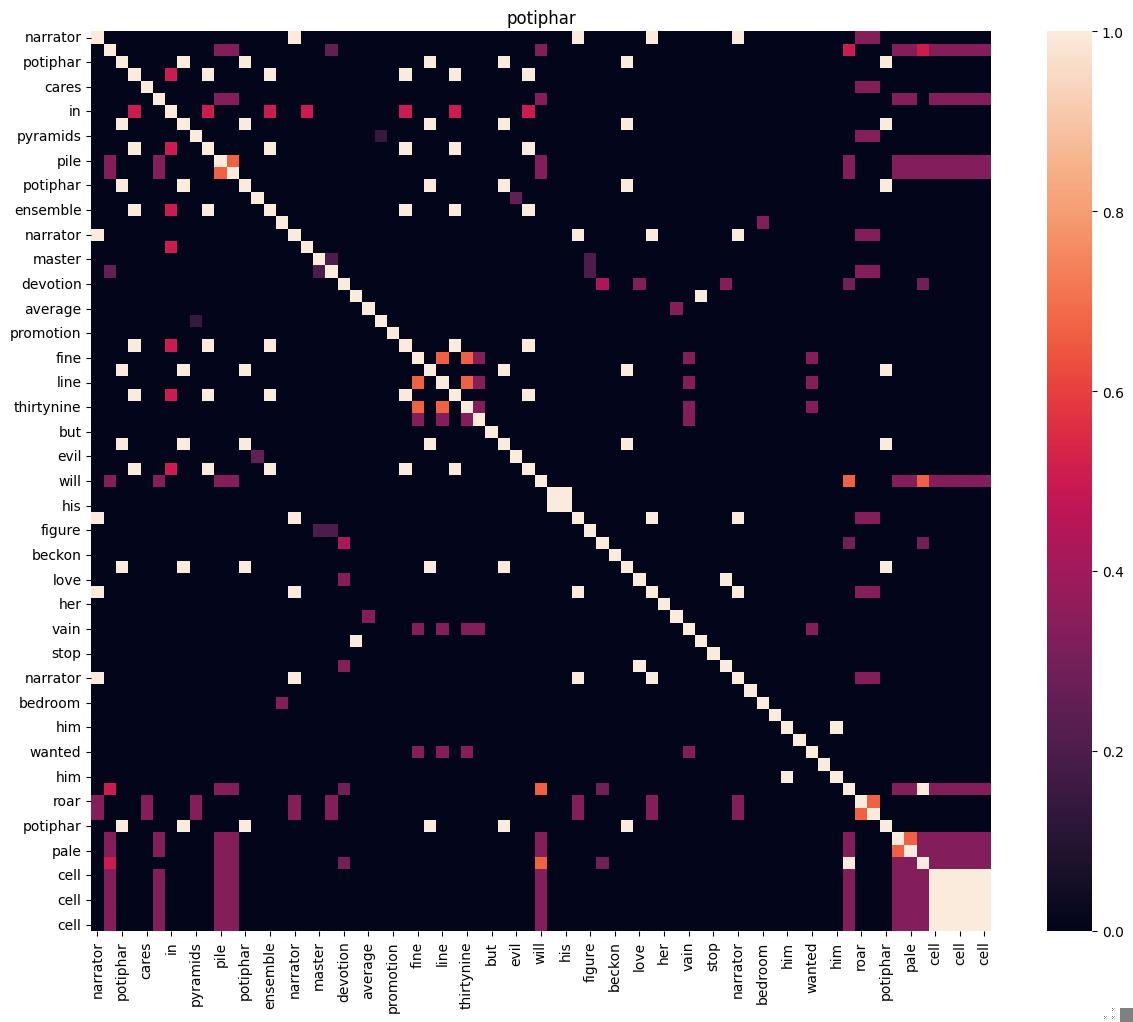 potiphar
narrator
potiphar
cares
in
pyramids
pile
potiphar
ensemble
narrator
master
devotion
average
promotion
fine
line
thirtynine
but
evil
will
his
figure
beckon
love
her
vain
stop
narrator
bedroom
him
wanted
him
roar
potiphar
pale
cell
cell
cell
1.0
0.8
0.6
0.4
0.2
0.0
narrator
potiphar
cares
in
pyramids
pile
potiphar
ensemble
narrator
master
devotion
average
promotion
fine
line
thirtynine
but
evil
will
his
figure
beckon
love
her
vain
stop
narrator
bedroom
him
wanted
him
roar
potiphar
pale
cell
cell
cell